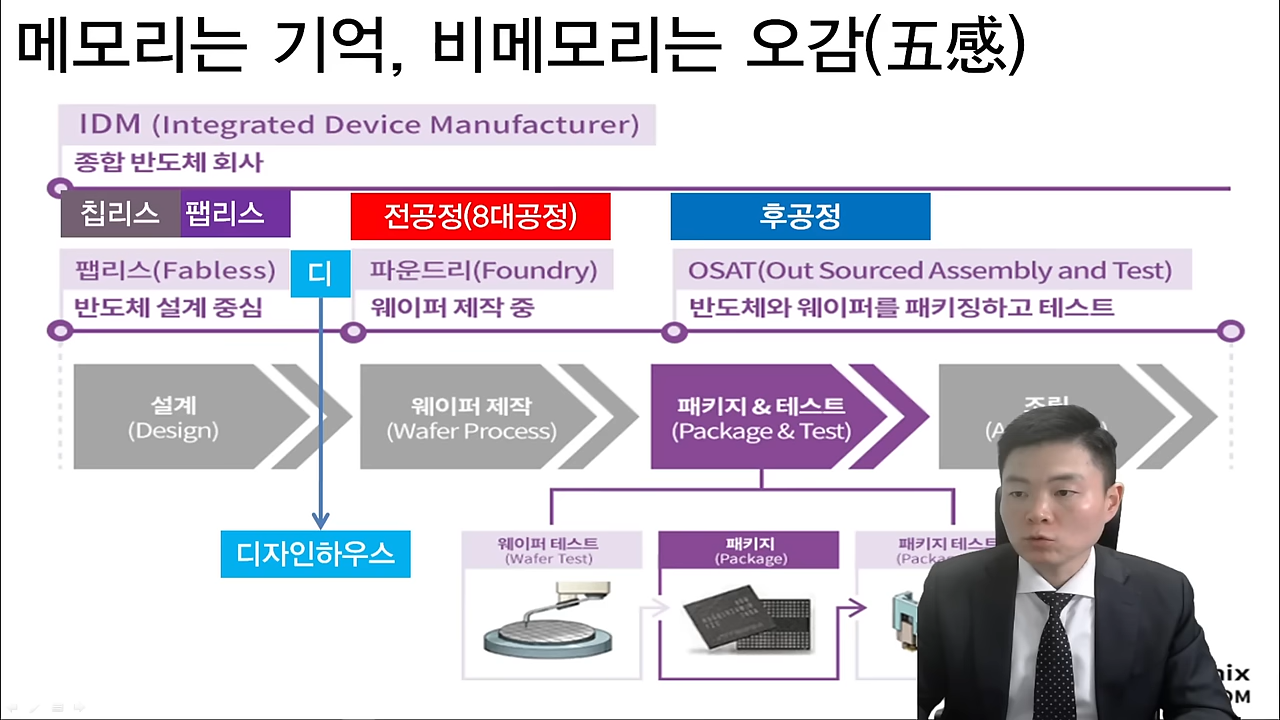 메모리는 기억, 비메모리는 오감(五感)
IDM (Integrated Device Manufacturer)
종합 반도체 회사
칩리스 팹리스
전공정(8대공정)
후공정
팹리스(Fabless)
반도체 설계 중심
디
파운드리(Foundry)
웨이퍼 제작 중
OSAT(Out Sourced Assembly and Test)
반도체와 웨이퍼를 패키징하고 테스트
설계
(Design)
웨이퍼 제작
(Wafer Process)
패키지 & 테스트
(Package & Test)
디자인하우스
웨이퍼 테스트
(Wafer Test)
패키지
(Package)
패키지 테스트